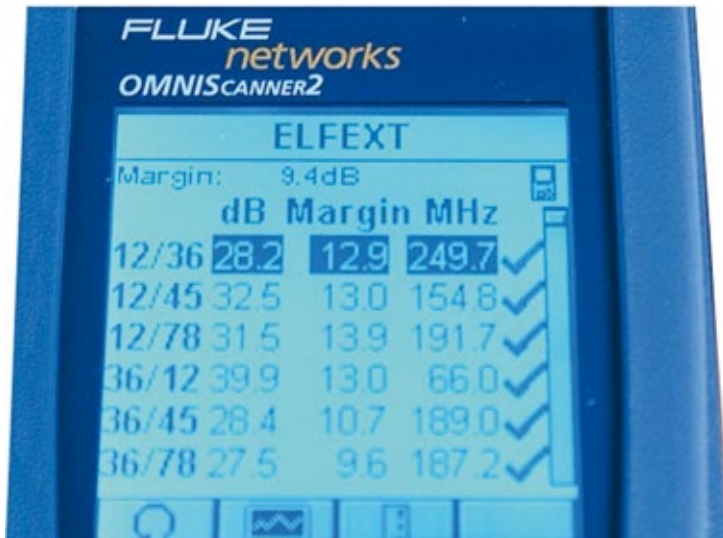 FLUKE
networks
OMNISCANNER2
ELFEXT
Margin: 9.4dB
dB Margin MHz
12/36 28.2 12.9 249.7
12/45 32.5 13.0 154.8
12/78 31.5 13.9 191.7
36/12 39.9 13.0 66.0
36/45 28.4 10.7 189.0
36/78 27.5 9.6 187.2